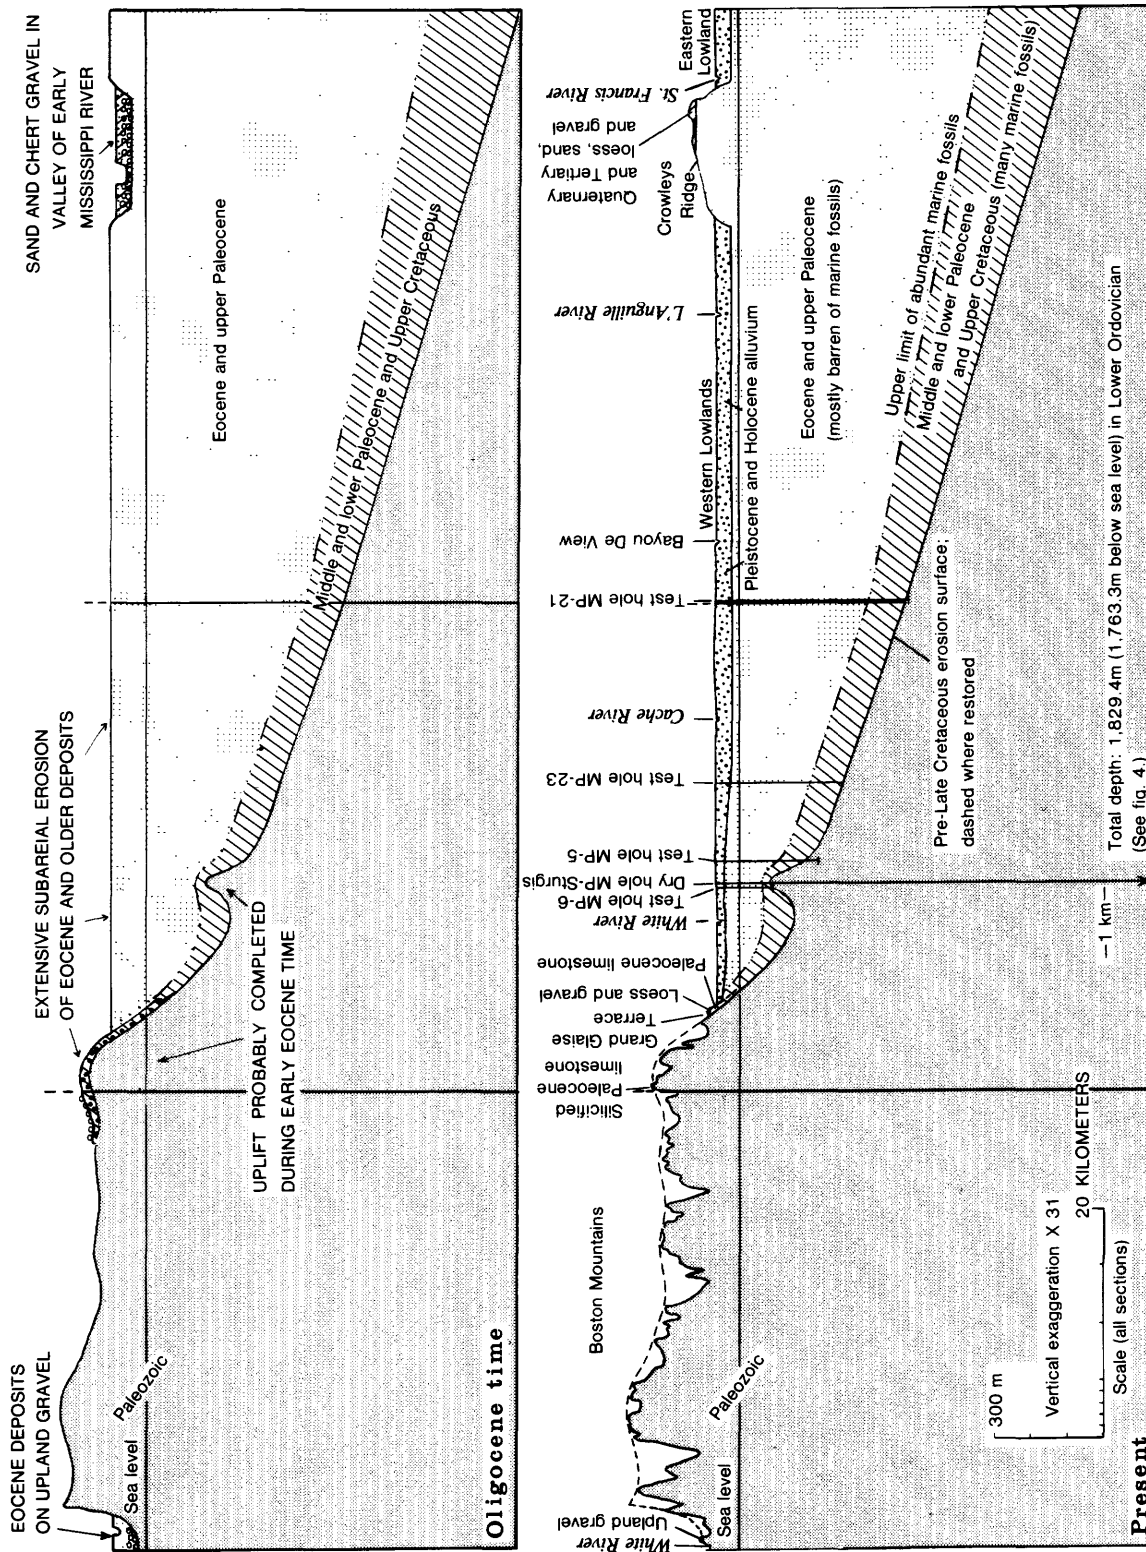 EOCENE DEPOSITS
ON UPLAND GRAVEL
EXTENSIVE SUBAREAL EROSION
OF EOCENE AND OLDER DEPOSITS
SAND AND CHERT GRAVEL IN
VALLEY OF EARLY
MISSISSIPPI RIVER
Sea level
Paleozoic
UPLIFT PROBABLY COMPLETED
DURING EARLY EOCENE TIME
Eocene and upper Paleocene
Middle and lower Paleocene and Upper Cretaceous
Oligocene time
White River
Upland gravel
Sea level
Boston Mountains
Paleozoic
Silicified
Paleocene
limestone
Grand Glaise
Terrace
Loess and gravel
Paleocene limestone
White River
Test hole MP-6
Dry hole MP-Sturgis
Test hole MP-5
Test hole MP-23
Cache River
Test hole MP-21
Bayou De View
Western Lowlands
Pleistocene and Holocene alluvium
L'Anguille River
Crowleys
Ridge
Quaternary
and Tertiary
loess, sand,
and gravel
St. Francis River
Eastern
Lowland
Eocene and upper Paleocene
(mostly barren of marine fossils)
Upper limit of abundant marine fossils
Middle and lower Paleocene
and Upper Cretaceous (many marine fossils)
Pre-Late Cretaceous erosion surface;
dashed where restored
300 m
Vertical exaggeration X 31
20 KILOMETERS
Scale (all sections)
1 km
Total depth: 1,829.4m (1,763.3m below sea level) in Lower Ordovician
(See fig. 4.)
Present